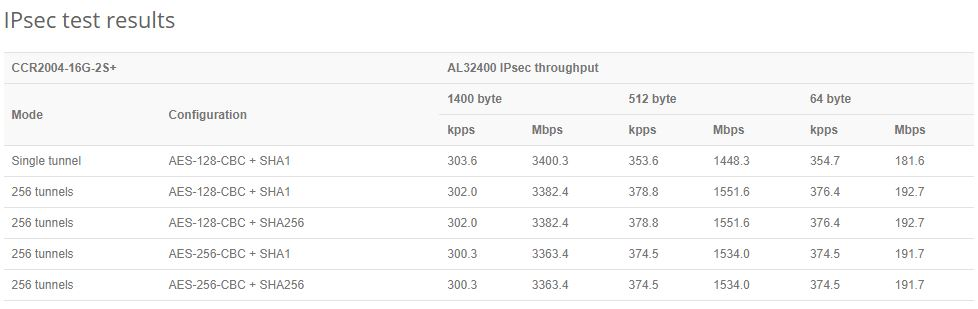 IPsec test results
CCR2004-16G-2S+ AL32400 IPsec throughput
Mode Configuration 1400 byte 512 byte 64 byte
kpps Mbps kpps Mbps kpps Mbps
Single tunnel AES-128-CBC + SHA1 303.6 3400.3 353.6 1448.3 354.7 181.6
256 tunnels AES-128-CBC + SHA1 302.0 3382.4 378.8 1551.6 376.4 192.7
256 tunnels AES-128-CBC + SHA256 302.0 3382.4 378.8 1551.6 376.4 192.7
256 tunnels AES-256-CBC + SHA1 300.3 3363.4 374.5 1534.0 374.5 191.7
256 tunnels AES-256-CBC + SHA256 300.3 3363.4 374.5 1534.0 374.5 191.7